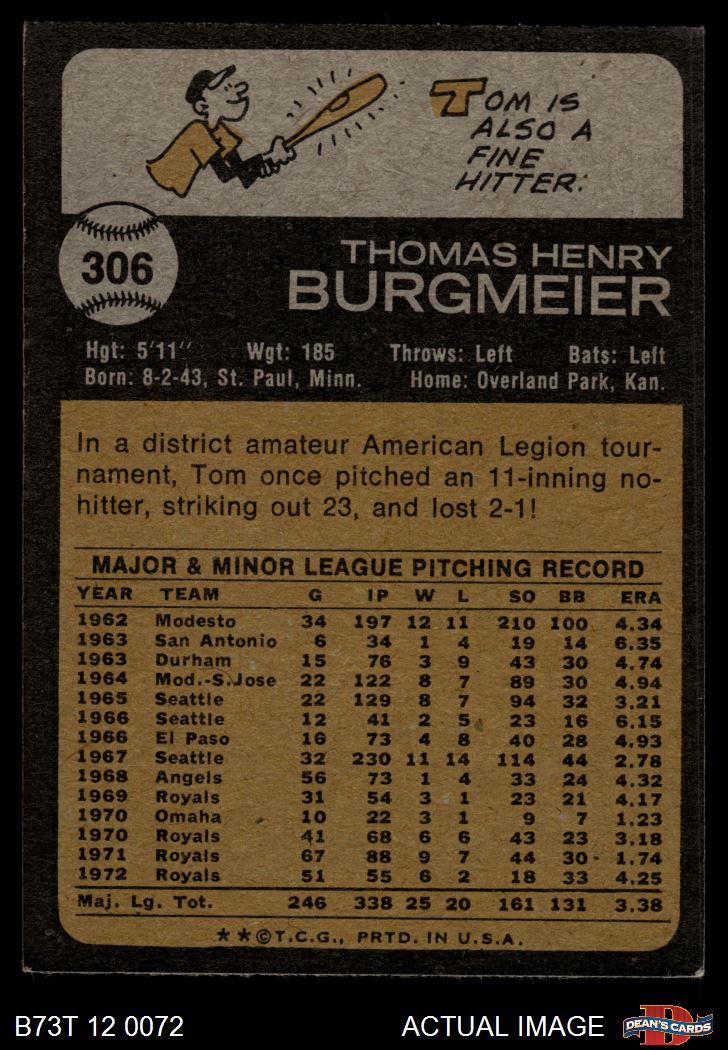 TOM IS
ALSO A
FINE
HITTER.
306
THOMAS HENRY
BURGMEIER
Hgt: 5'11" Wgt: 185 Throws: Left Bats: Left
Born: 8-2-43, St. Paul, Minn. Home: Overland Park, Kan.
In a district amateur American Legion tour-
nament, Tom once pitched an 11-inning no-
hitter, striking out 23, and lost 2-1!
MAJOR & MINOR LEAGUE PITCHING RECORD
YEAR TEAM G IP W L SO BB ERA
1962 Modesto 34 197 12 11 210 100 4.34
1963 San Antonio 6 34 1 4 19 14 6.35
1963 Durham 15 76 3 9 43 30 4.74
1964 Mod.-S.Jose 22 122 8 7 89 30 4.94
1965 Seattle 22 129 8 7 94 32 3.21
1966 Seattle 12 41 2 5 23 16 6.15
1966 El Paso 16 73 4 8 40 28 4.93
1967 Seattle 32 230 11 14 114 44 2.78
1968 Angels 56 73 1 4 33 24 4.32
1969 Royals 31 54 3 1 23 21 4.17
1970 Omaha 10 22 3 1 9 7 1.23
1970 Royals 41 68 6 6 43 23 3.18
1971 Royals 67 88 9 7 44 30 1.74
1972 Royals 51 55 6 2 18 33 4.25
Maj. Lg. Tot. 246 338 25 20 161 131 3.38
★★©T.C.G., PRTD. IN U.S.A.
B73T 12 0072 ACTUAL IMAGE D DEAN'S CARDS